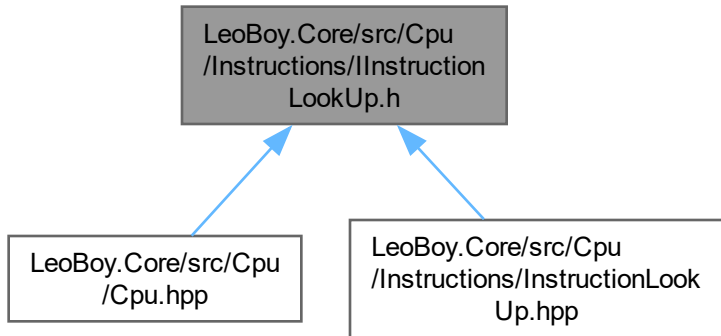 LeoBoy.Core/src/Cpu
/Instructions/IInstruction
LookUp.h
LeoBoy.Core/src/Cpu
/Cpu.hpp
LeoBoy.Core/src/Cpu
/Instructions/InstructionLook
Up.hpp